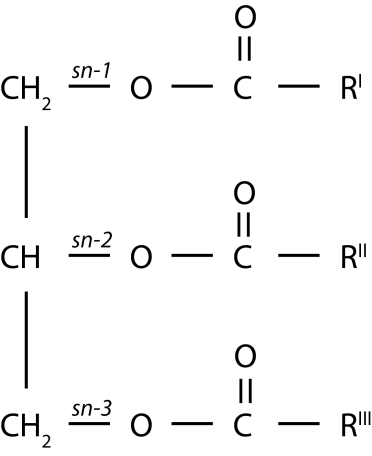 O
CH₂ sn-1 O C Rᴵ
O
CH sn-2 O C Rᴵᴵ
O
CH₂ sn-3 O C Rᴵᴵᴵ